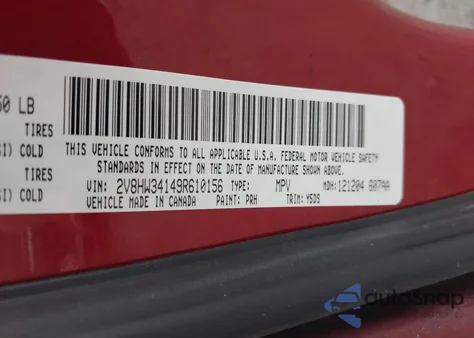 50 LB
TIRES
SI) COLD
TIRES
SI) COLD
THIS VEHICLE CONFORMS TO ALL APPLICABLE U.S.A. FEDERAL MOTOR VEHICLE SAFETY
STANDARDS IN EFFECT ON THE DATE OF MANUFACTURE SHOWN ABOVE.
VIN: 2V8HW34149R610156 TYPE: MPV MDH: 121204 607AA
VEHICLE MADE IN CANADA PAINT: PRH TRIM: Y5DS
autoSnap